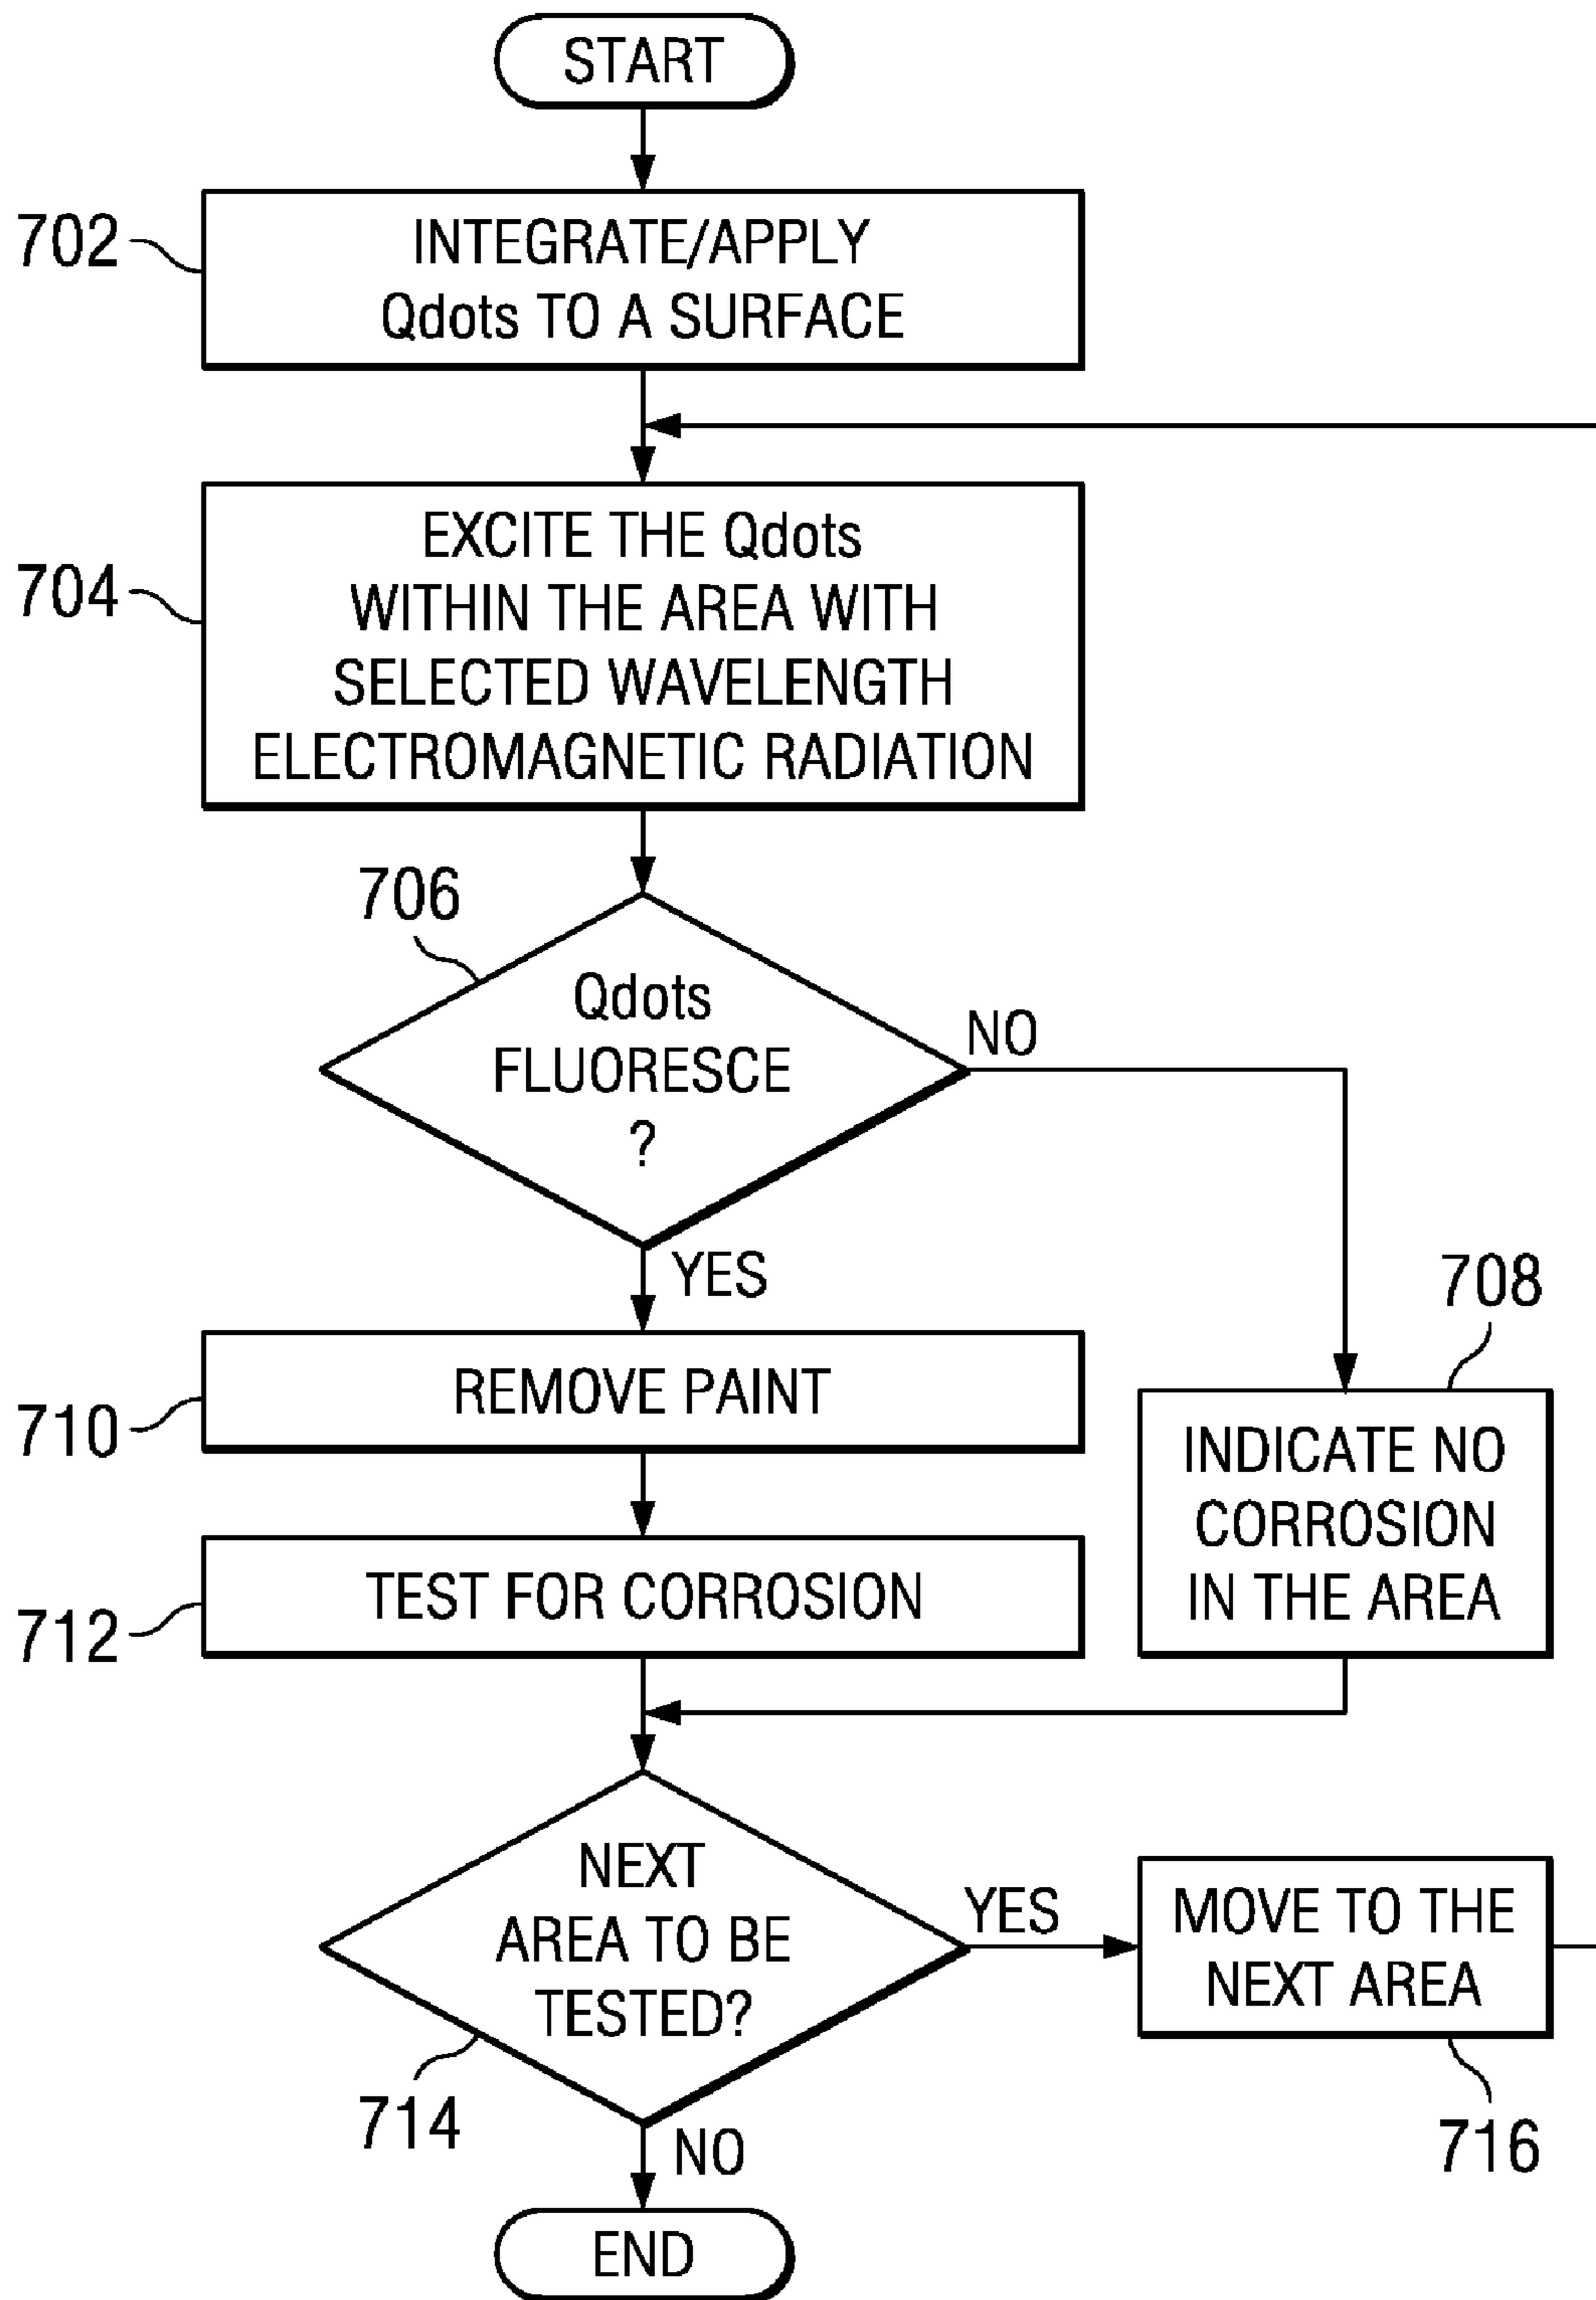 START
702
INTEGRATE/APPLY
Qdots TO A SURFACE
704
EXCITE THE Qdots
WITHIN THE AREA WITH
SELECTED WAVELENGTH
ELECTROMAGNETIC RADIATION
706
Qdots
FLUORESCE
?
NO
YES
708
INDICATE NO
CORROSION
IN THE AREA
710
REMOVE PAINT
712
TEST FOR CORROSION
714
NEXT
AREA TO BE
TESTED?
YES
MOVE TO THE
NEXT AREA
716
NO
END